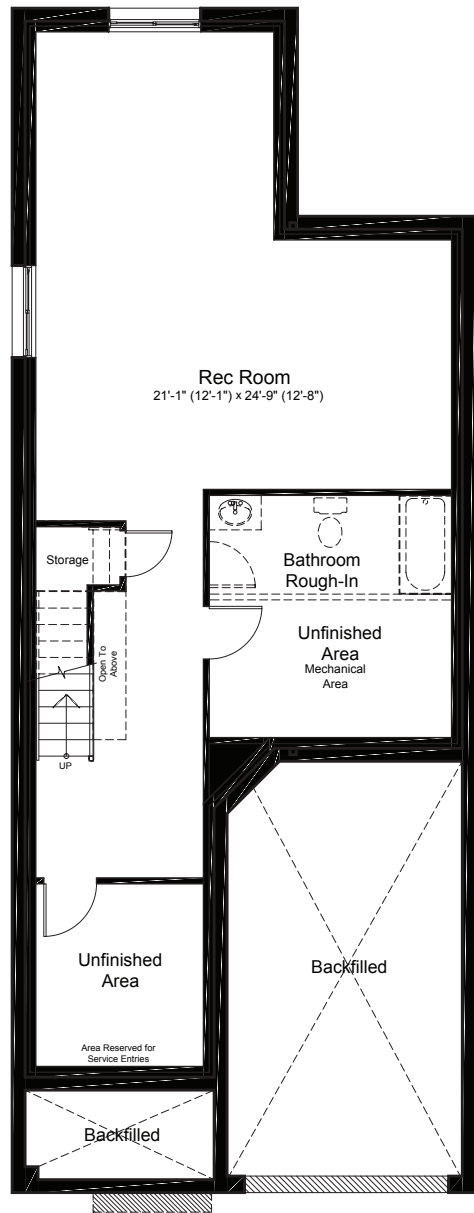 Rec Room
21'-1" (12'-1") x 24'-9" (12'-8")
Storage
Bathroom
Rough-In
Open To
Above
Unfinished
Area
Mechanical
Area
UP
Unfinished
Area
Backfilled
Area Reserved for
Service Entries
Backfilled